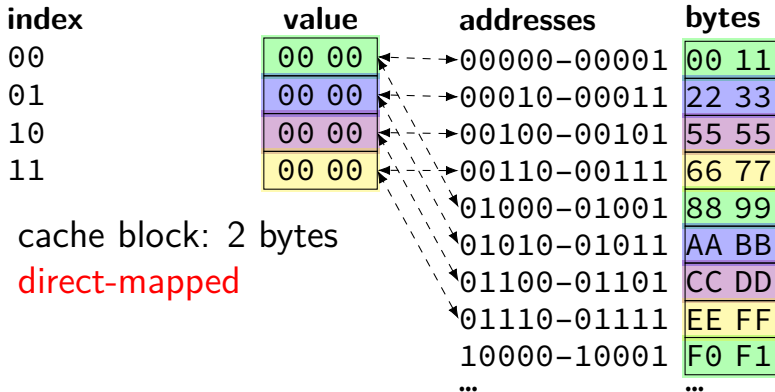 index value addresses bytes
00 00 00 00000–00001 00 11
01 00 00 00010–00011 22 33
10 00 00 00100–00101 55 55
11 00 00 00110–00111 66 77
01000–01001 88 99
cache block: 2 bytes 01010–01011 AA BB
direct-mapped 01100–01101 CC DD
01110–01111 EE FF
10000–10001 F0 F1
… …